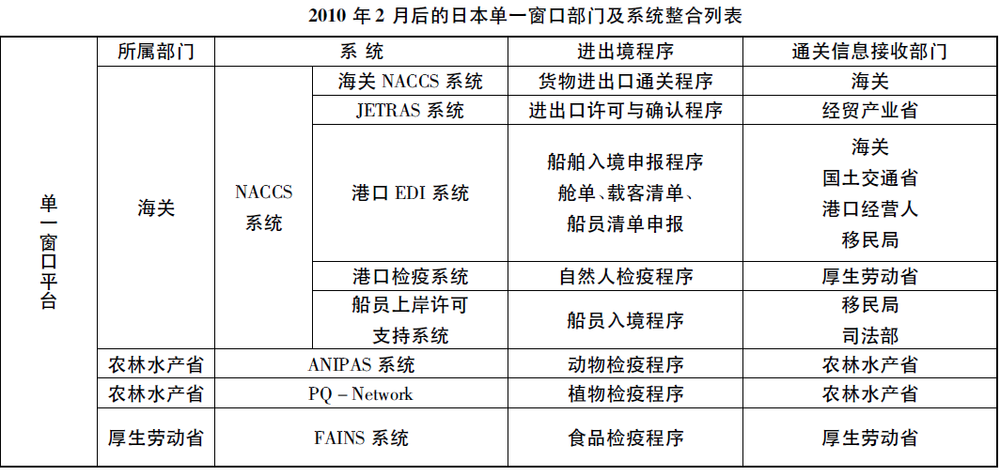 2010 年 2 月后的日本单一窗口部门及系统整合列表
所属部门 系 统 进出境程序 通关信息接收部门
单一窗口平台
海关
NACCS
系统
海关 NACCS 系统 货物进出口通关程序 海关
JETRAS 系统 进出口许可与确认程序 经贸产业省
港口 EDI 系统
船舶入境申报程序
舱单、载客清单、
船员清单申报
海关
国土交通省
港口经营人
移民局
港口检疫系统 自然人检疫程序 厚生劳动省
船员上岸许可
支持系统
船员入境程序
移民局
司法部
农林水产省 ANIPAS 系统 动物检疫程序 农林水产省
农林水产省 PQ – Network 植物检疫程序 农林水产省
厚生劳动省 FAINS 系统 食品检疫程序 厚生劳动省